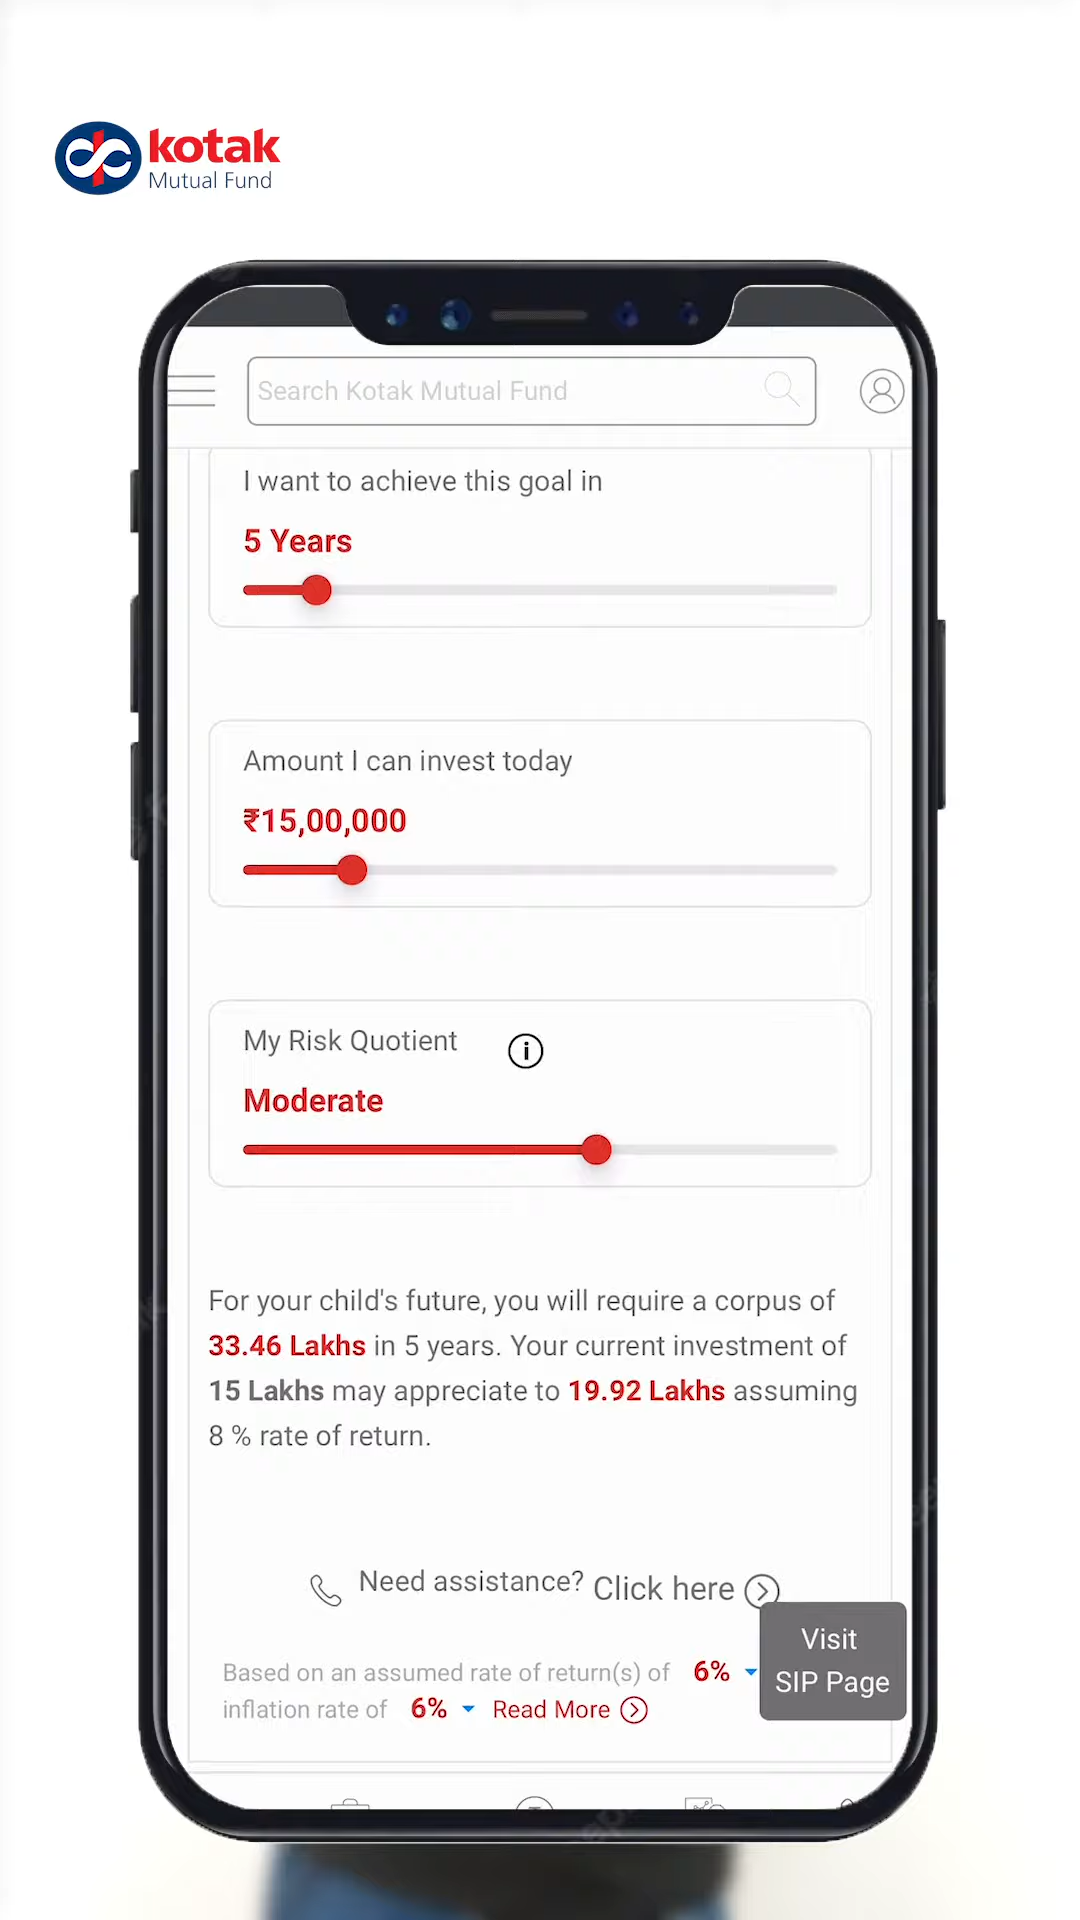 kotak
Mutual Fund
Search Kotak Mutual Fund
I want to achieve this goal in
5 Years
Amount I can invest today
₹15,00,000
My Risk Quotient
Moderate
For your child's future, you will require a corpus of
33.46 Lakhs in 5 years. Your current investment of
15 Lakhs may appreciate to 19.92 Lakhs assuming
8 % rate of return.
Need assistance? Click here
Visit
SIP Page
Based on an assumed rate of return(s) of 6%
inflation rate of 6% Read More